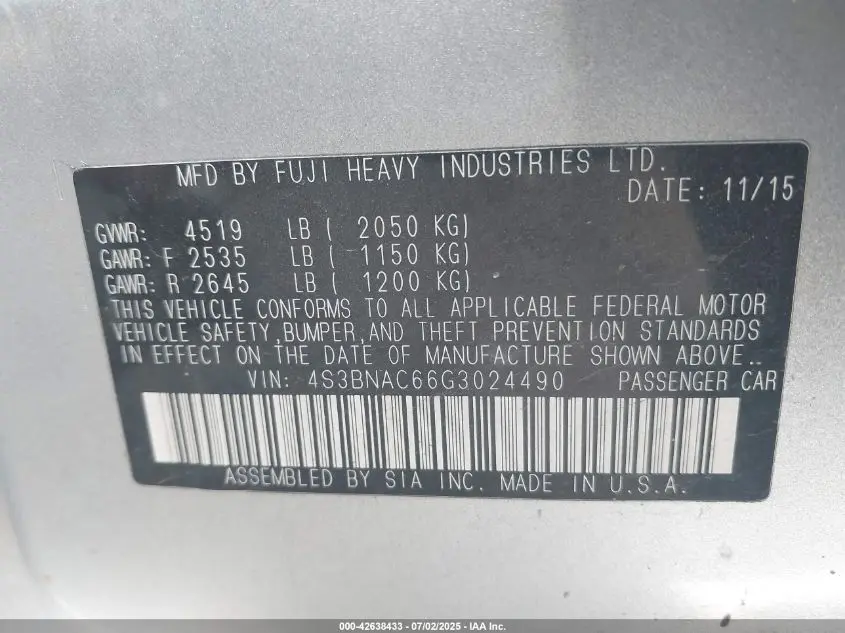 MFD BY FUJI HEAVY INDUSTRIES LTD.
DATE: 11/15
GVWR: 4519 LB ( 2050 KG)
GAWR: F 2535 LB ( 1150 KG)
GAWR: R 2645 LB ( 1200 KG)
THIS VEHICLE CONFORMS TO ALL APPLICABLE FEDERAL MOTOR
VEHICLE SAFETY,BUMPER,AND THEFT PREVENTION STANDARDS
IN EFFECT ON THE DATE OF MANUFACTURE SHOWN ABOVE..
VIN: 4S3BNAC66G3024490 PASSENGER CAR
ASSEMBLED BY SIA INC. MADE IN U.S.A.
000-42638433 - 07/02/2025 - IAA Inc.